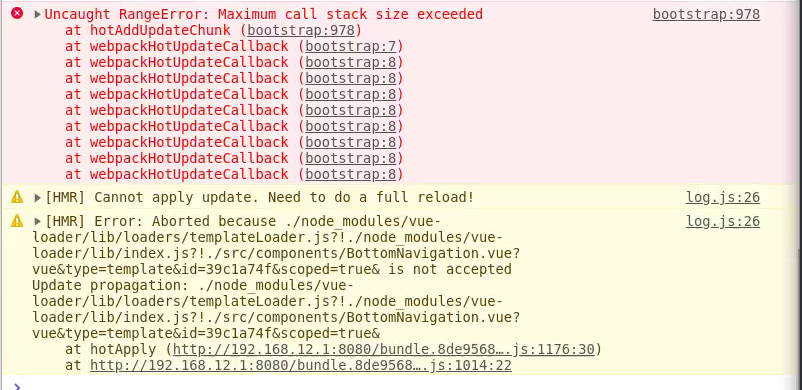 Uncaught RangeError: Maximum call stack size exceeded bootstrap:978
at hotAddUpdateChunk (bootstrap:978)
at webpackHotUpdateCallback (bootstrap:7)
at webpackHotUpdateCallback (bootstrap:8)
at webpackHotUpdateCallback (bootstrap:8)
at webpackHotUpdateCallback (bootstrap:8)
at webpackHotUpdateCallback (bootstrap:8)
at webpackHotUpdateCallback (bootstrap:8)
at webpackHotUpdateCallback (bootstrap:8)
at webpackHotUpdateCallback (bootstrap:8)
at webpackHotUpdateCallback (bootstrap:8)
[HMR] Cannot apply update. Need to do a full reload! log.js:26
[HMR] Error: Aborted because ./node_modules/vue- log.js:26
loader/lib/loaders/templateLoader.js?!./node_modules/vue-
loader/lib/index.js?!./src/components/BottomNavigation.vue?
vue&type=template&id=39c1a74f&scoped=true& is not accepted
Update propagation: ./node_modules/vue-
loader/lib/loaders/templateLoader.js?!./node_modules/vue-
loader/lib/index.js?!./src/components/BottomNavigation.vue?
vue&type=template&id=39c1a74f&scoped=true&
at hotApply (http://192.168.12.1:8080/bundle.8de9568….js:1176:30)
at http://192.168.12.1:8080/bundle.8de9568….js:1014:22